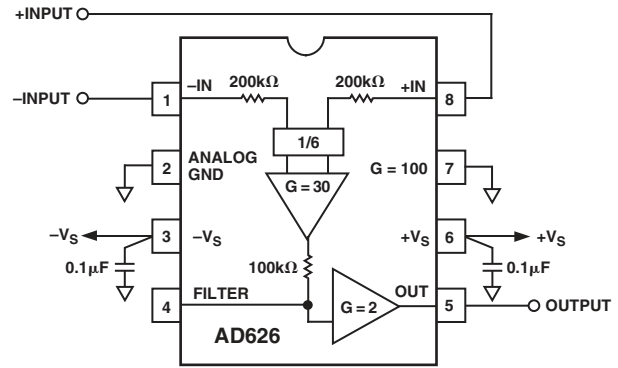 +INPUT
–INPUT
–IN
200kΩ
200kΩ
+IN
1
8
1/6
2
ANALOG
GND
G = 30
G = 100
7
–VS
3
–VS
+VS
6
+VS
0.1µF
100kΩ
0.1µF
4
FILTER
G = 2
OUT
5
OUTPUT
AD626